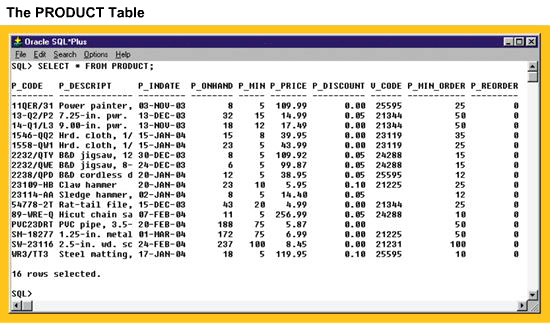 The PRODUCT Table
Oracle SQL*Plus
File Edit Search Options Help
SQL> SELECT * FROM PRODUCT;
P_CODE P_DESCRIPT P_INDATE P_ONHAND P_MIN P_PRICE P_DISCOUNT V_CODE P_MIN_ORDER P_REORDER
11QER/31 Power painter, 03-NOV-03 8 5 109.99 0.00 25595 25 0
13-Q2/P2 7.25-in. pwr. 13-DEC-03 32 15 14.99 0.05 21344 50 0
14-Q1/L3 9.00-in. pwr. 13-NOV-03 18 12 17.49 0.00 21344 50 0
1546-QQ2 Hrd. cloth, 1/ 15-JAN-04 15 8 39.95 0.00 23119 35 0
1558-QW1 Hrd. cloth, 1/ 15-JAN-04 23 5 43.99 0.00 23119 25 0
2232/QTY B&D jigsaw, 12 30-DEC-03 8 5 109.92 0.05 24288 15 0
2232/QWE B&D jigsaw, 8- 24-DEC-03 6 5 99.87 0.05 24288 15 0
2238/QPD B&D cordless d 20-JAN-04 12 5 38.95 0.05 25595 12 0
23109-HB Claw hammer 20-JAN-04 23 10 5.95 0.10 21225 25 0
23114-AA Sledge hammer, 02-JAN-04 8 5 14.40 0.05 12 0
54778-2T Rat-tail file, 15-DEC-03 43 20 4.99 0.00 21344 25 0
89-WRE-Q Hicut chain sa 07-FEB-04 11 5 256.99 0.05 24288 10 0
PVC23DRT PVC pipe, 3.5- 20-FEB-04 188 75 5.87 0.00 50 0
SM-18277 1.25-in. metal 01-MAR-04 172 75 6.99 0.00 21225 50 0
SW-23116 2.5-in. wd. sc 24-FEB-04 237 100 8.45 0.00 21231 100 0
WR3/TT3 Steel matting, 17-JAN-04 18 5 119.95 0.10 25595 10 0
16 rows selected.
SQL>